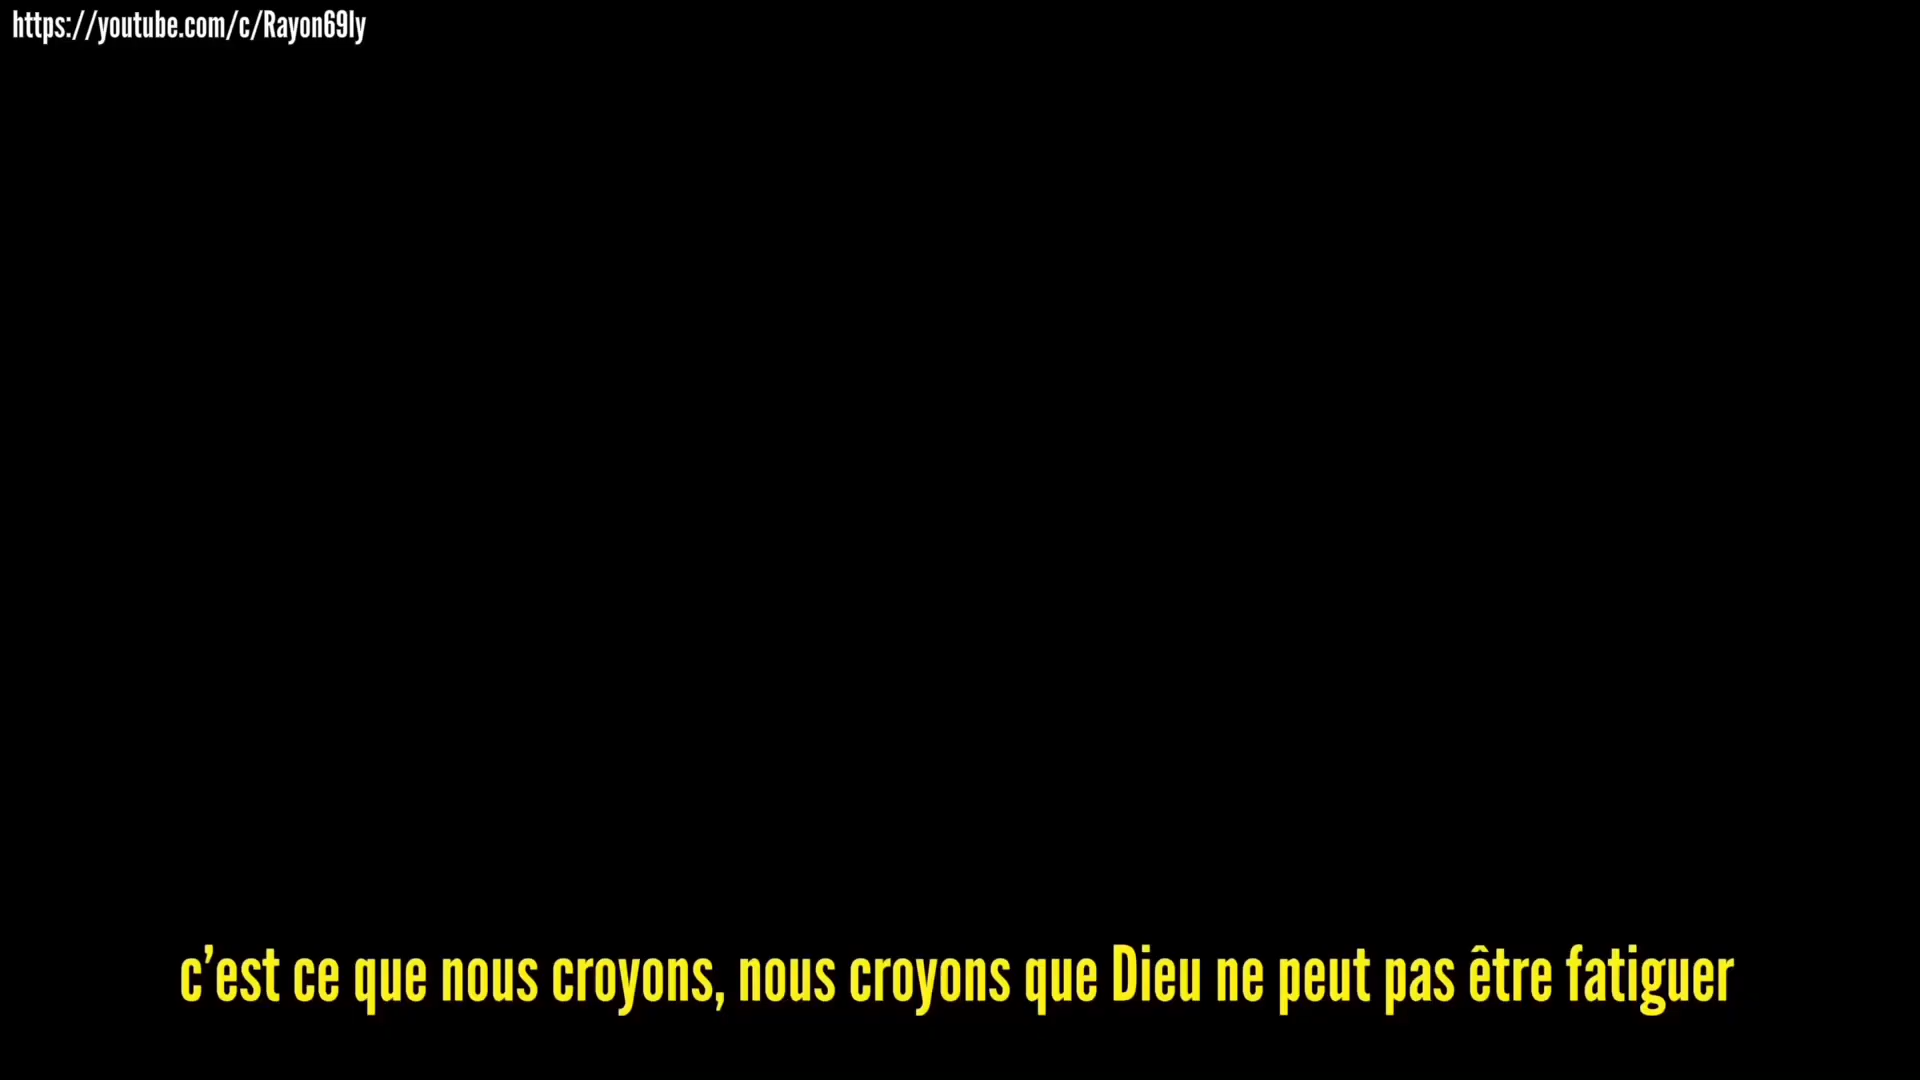 https://youtube.com/c/Rayon69ly
c’est ce que nous croyons, nous croyons que Dieu ne peut pas être fatiguer